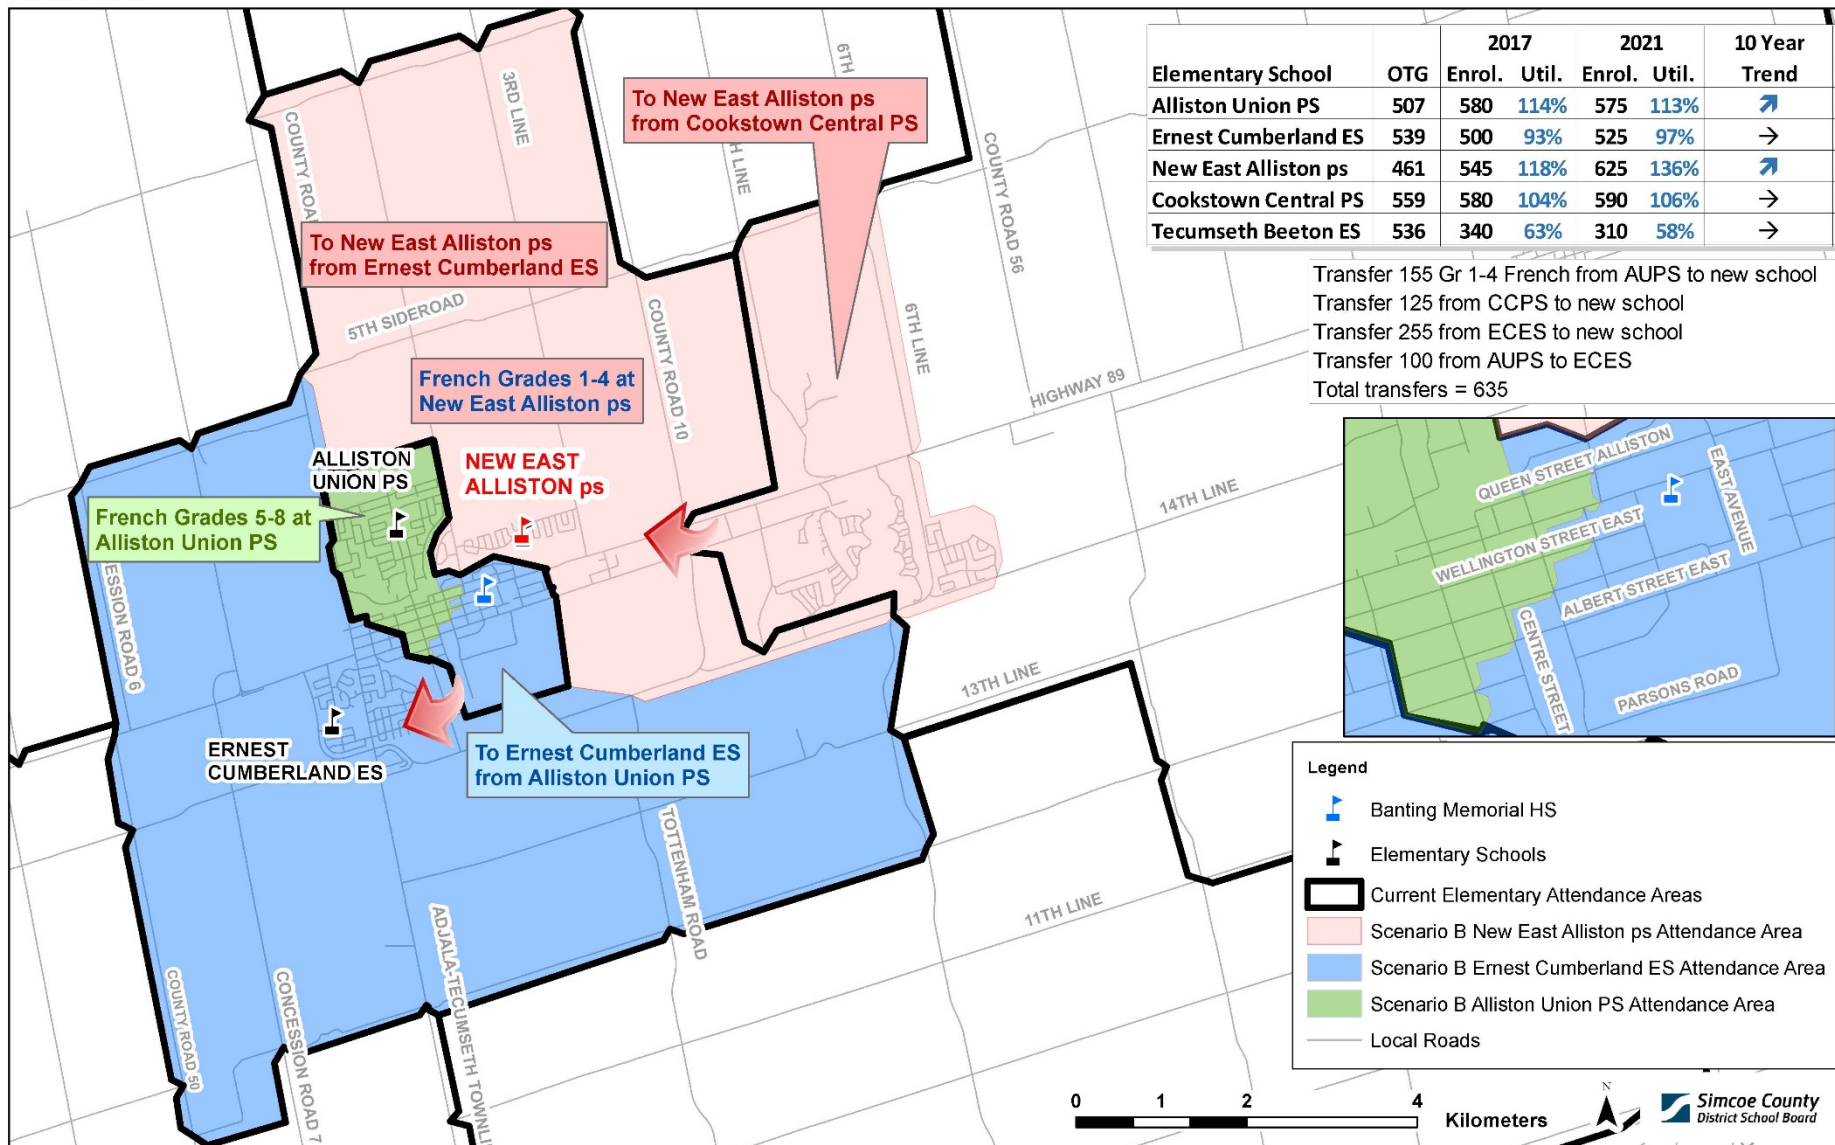 2017 2021 10 Year
Elementary School OTG Enrol. Util. Enrol. Util. Trend
Alliston Union PS 507 580 114% 575 113%
Ernest Cumberland ES 539 500 93% 525 97% →
New East Alliston ps 461 545 118% 625 136%
Cookstown Central PS 559 580 104% 590 106% →
Tecumseth Beeton ES 536 340 63% 310 58% →
Transfer 155 Gr 1-4 French from AUPS to new school
Transfer 125 from CCPS to new school
Transfer 255 from ECES to new school
Transfer 100 from AUPS to ECES
Total transfers = 635
To New East Alliston ps
from Cookstown Central PS
To New East Alliston ps
from Ernest Cumberland ES
French Grades 1-4 at
New East Alliston ps
French Grades 5-8 at
Alliston Union PS
To Ernest Cumberland ES
from Alliston Union PS
ALLISTON
UNION PS
NEW EAST
ALLISTON ps
ERNEST
CUMBERLAND ES
3RD LINE
6TH
LINE
COUNTY ROAD 56
5TH SIDEROAD
COUNTY ROAD 10
6TH LINE
HIGHWAY 89
14TH LINE
13TH LINE
11TH LINE
TOTTENHAM ROAD
ROAD 6
COUNTY ROAD 50
CONCESSION ROAD 7
ADJALA-TECUMSETH
QUEEN STREET ALLISTON
EAST AVENUE
WELLINGTON STREET EAST
ALBERT STREET EAST
CENTRE STREET
PARSONS ROAD
Legend
Banting Memorial HS
Elementary Schools
Current Elementary Attendance Areas
Scenario B New East Alliston ps Attendance Area
Scenario B Ernest Cumberland ES Attendance Area
Scenario B Alliston Union PS Attendance Area
Local Roads
0 1 2 4
Kilometers
N
Simcoe County
District School Board